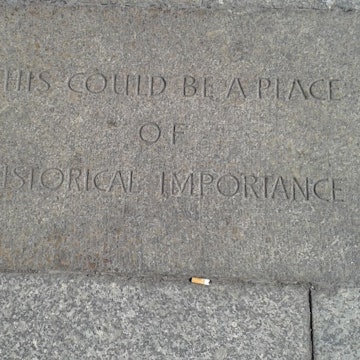 HIS COULD BE A PLACE
OF
ISTORICAL IMPORTANCE